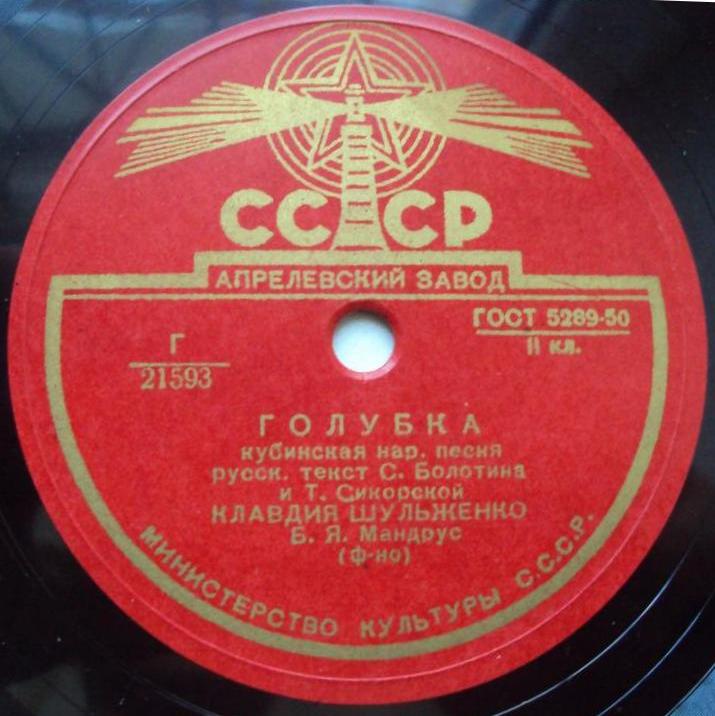 СССР
АПРЕЛЕВСКИЙ ЗАВОД
ГОСТ 5289-50
II кл.
Г
21593
ГОЛУБКА
кубинская нар. песня
русск. текст С. Болотина
и Т. Сикорской
КЛАВДИЯ ШУЛЬЖЕНКО
Б. Я. Мандрус
(ф-но)
МИНИСТЕРСТВО КУЛЬТУРЫ С.С.С.Р.